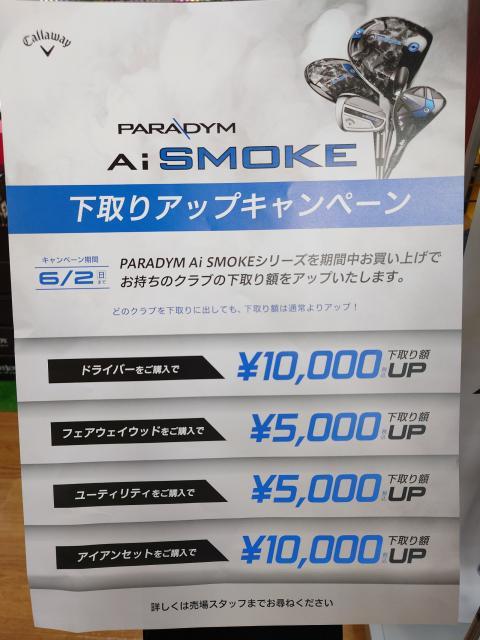 Callaway
PARADYM
Ai SMOKE
下取りアップキャンペーン
キャンペーン期間
6/2 日 まで
PARADYM Ai SMOKEシリーズを期間中お買い上げで
お持ちのクラブの下取り額をアップいたします。
どのクラブを下取りに出しても、下取り額は通常よりアップ！
ドライバーをご購入で ¥10,000 税込 下取り額 UP
フェアウェイウッドをご購入で ¥5,000 税込 下取り額 UP
ユーティリティをご購入で ¥5,000 税込 下取り額 UP
アイアンセットをご購入で ¥10,000 税込 下取り額 UP
詳しくは売場スタッフまでお尋ねください